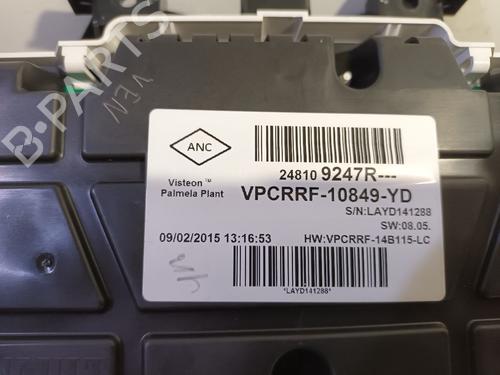 B-PARTS
VEN
ANC
24810 9247R---
Visteon™
Palmela Plant
VPCRRF-10849-YD
S/N:LAYD141288
SW:08.05.
09/02/2015 13:16:53
HW:VPCRRF-14B115-LC
*LAYD141288*